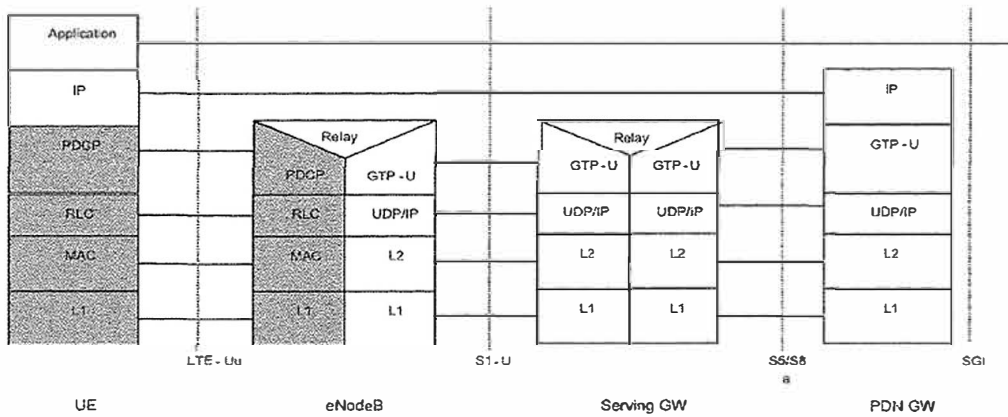 Application
IP
IP
PDCP
Relay
Relay
GTP - U
PDCP
GTP - U
GTP - U
GTP - U
RLC
RLC
UDP/IP
UDP/IP
UDP/IP
UDP/IP
MAC
MAC
L2
L2
L2
L2
L1
L1
L1
L1
L1
L1
LTE - Uu
S1 - U
S5/S8
a
SGi
UE
eNodeB
Serving GW
PDN GW